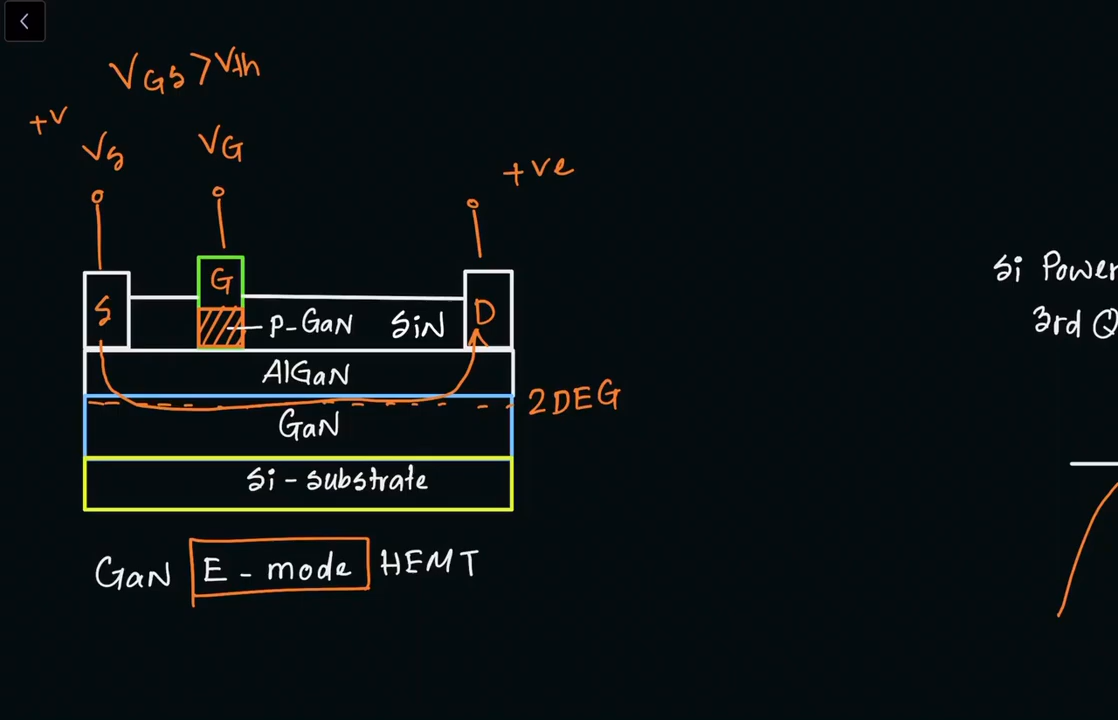 VGS > Vth
+V
VS
VG
+ve
S
G
D
p-GaN
SiN
AlGaN
2DEG
GaN
Si - substrate
GaN E - mode HEMT
Si Power
3rd Q